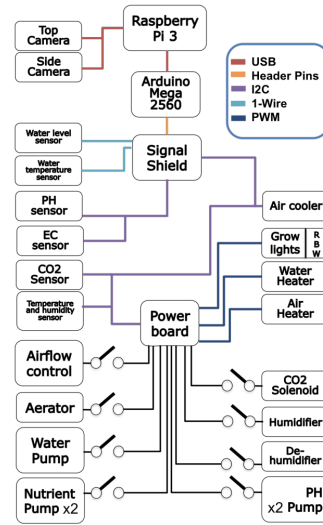 Top
Camera
Side
Camera
Raspberry
Pi 3
Arduino
Mega
2560
USB
Header Pins
I2C
1-Wire
PWM
Water level
sensor
Water
temperature
sensor
Signal
Shield
PH
sensor
EC
sensor
CO2
Sensor
Temperature
and humidity
sensor
Air cooler
Grow
lights
R
B
W
Water
Heater
Air
Heater
Power
board
Airflow
control
Aerator
Water
Pump
Nutrient
Pump x2
CO2
Solenoid
Humidifier
De-
humidifier
PH
x2 Pump